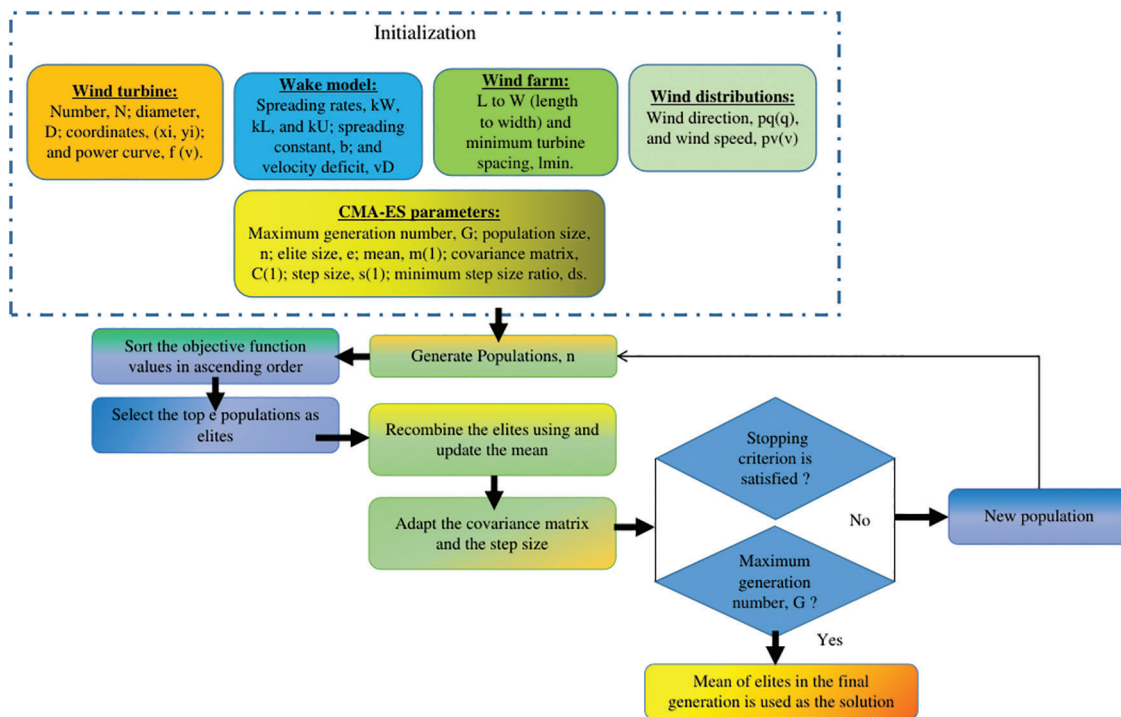 Initialization
Wind turbine:
Number, N; diameter,
D; coordinates, (xi, yi);
and power curve, f (v).
Wake model:
Spreading rates, kW,
kL, and kU; spreading
constant, b; and
velocity deficit, vD
Wind farm:
L to W (length
to width) and
minimum turbine
spacing, lmin.
Wind distributions:
Wind direction, pq(q),
and wind speed, pv(v)
CMA-ES parameters:
Maximum generation number, G; population size,
n; elite size, e; mean, m(1); covariance matrix,
C(1); step size, s(1); minimum step size ratio, ds.
Generate Populations, n
Sort the objective function
values in ascending order
Select the top e populations as
elites
Recombine the elites using and
update the mean
Adapt the covariance matrix
and the step size
Stopping
criterion is
satisfied ?
Maximum
generation
number, G ?
No
New population
Yes
Mean of elites in the final
generation is used as the solution